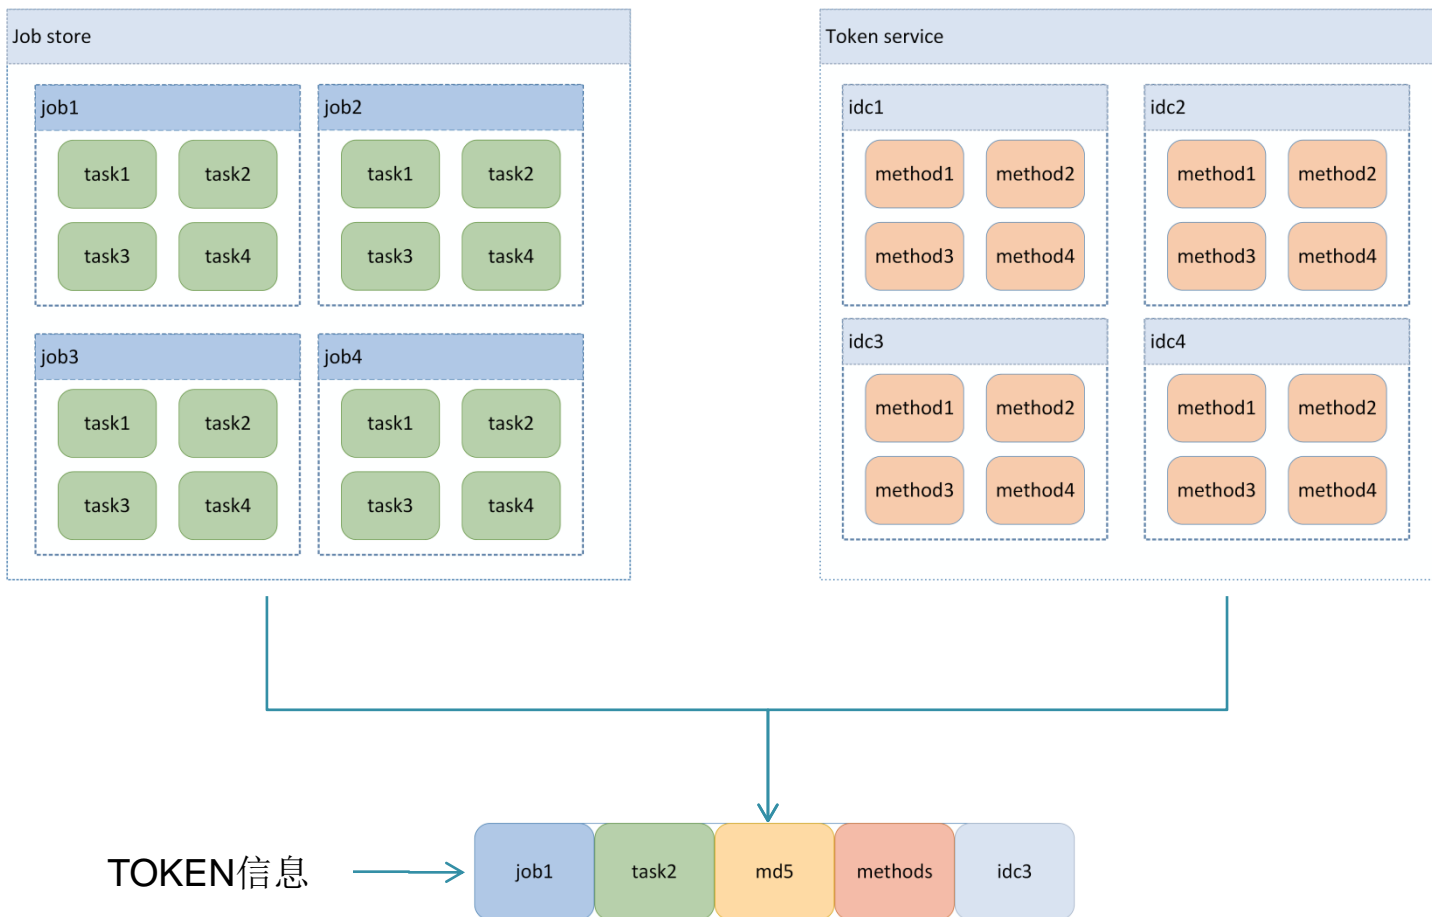 Job store
job1
task1 task2
task3 task4
job2
task1 task2
task3 task4
job3
task1 task2
task3 task4
job4
task1 task2
task3 task4
Token service
idc1
method1 method2
method3 method4
idc2
method1 method2
method3 method4
idc3
method1 method2
method3 method4
idc4
method1 method2
method3 method4
TOKEN信息
job1 task2 md5 methods idc3